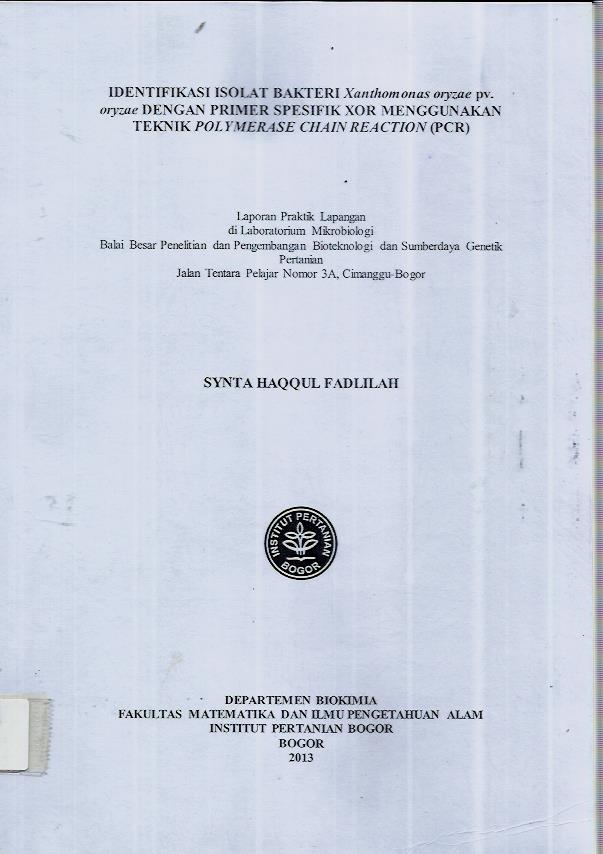 IDENTIFIKASI ISOLAT BAKTERI Xanthomonas oryzae pv.
oryzae DENGAN PRIMER SPESIFIK XOR MENGGUNAKAN
TEKNIK POLYMERASE CHAIN REACTION (PCR)
Laporan Praktik Lapangan
di Laboratorium Mikrobiologi
Balai Besar Penelitian dan Pengembangan Bioteknologi dan Sumberdaya Genetik
Pertanian
Jalan Tentara Pelajar Nomor 3A, Cimanggu-Bogor
SYNTA HAQQUL FADLILAH
INSTITUT PERTANIAN
BOGOR
DEPARTEMEN BIOKIMIA
FAKULTAS MATEMATIKA DAN ILMU PENGETAHUAN ALAM
INSTITUT PERTANIAN BOGOR
BOGOR
2013